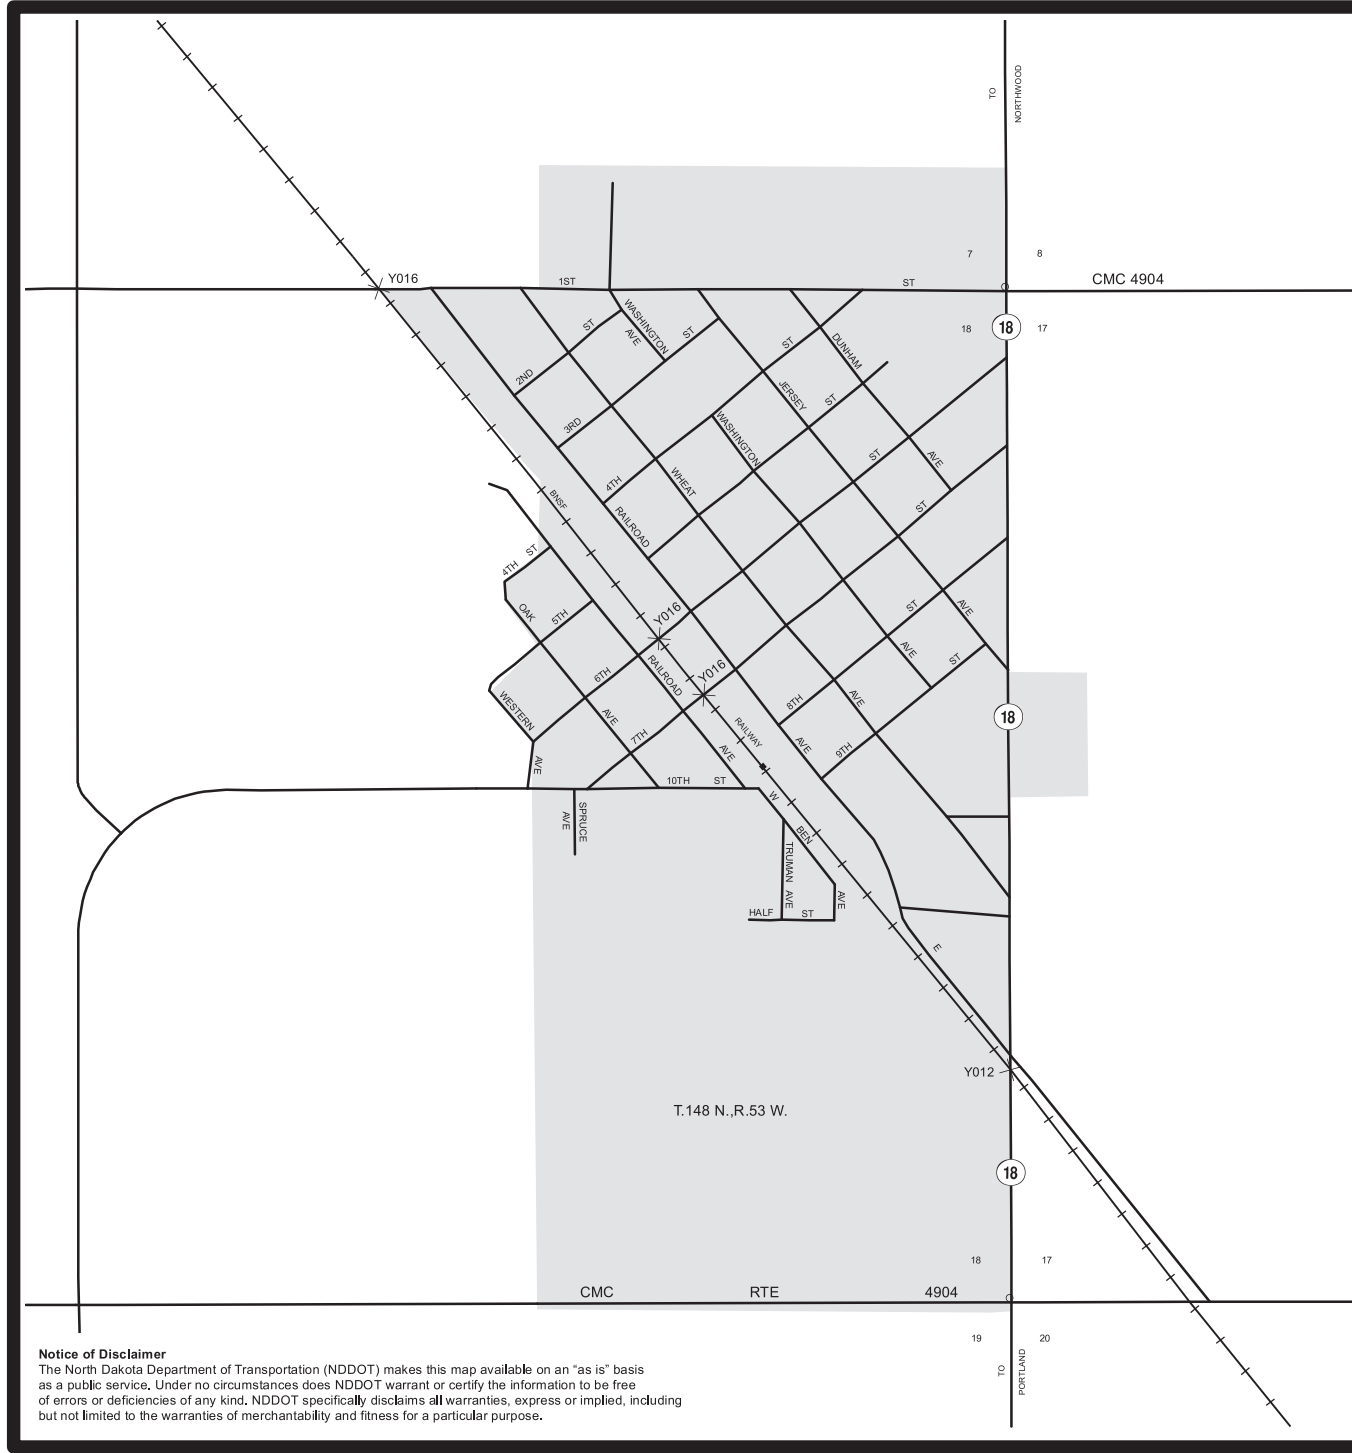 TO
NORTHWOOD
7
8
Y016
1ST
ST
CMC 4904
18
18
17
WASHINGTON
AVE
ST
ST
ST
DUNHAM
2ND
JERSEY
ST
3RD
WASHINGTON
ST
AVE
4TH
WHEAT
BNSF
RAILROAD
ST
ST
4TH
OAK
5TH
Y016
ST
AVE
AVE
ST
RAILROAD
Y016
6TH
WESTERN
8TH
AVE
AVE
7TH
RAILWAY
AVE
AVE
9TH
18
AVE
10TH
ST
W
SPRUCE
AVE
BEN
TRUMAN
AVE
AVE
HALF
ST
E
Y012
T.148 N.,R.53 W.
18
18
17
CMC
RTE
4904
19
20
TO
PORTLAND
Notice of Disclaimer
The North Dakota Department of Transportation (NDDOT) makes this map available on an “as is” basis
as a public service. Under no circumstances does NDDOT warrant or certify the information to be free
of errors or deficiencies of any kind. NDDOT specifically disclaims all warranties, express or implied, including
but not limited to the warranties of merchantability and fitness for a particular purpose.